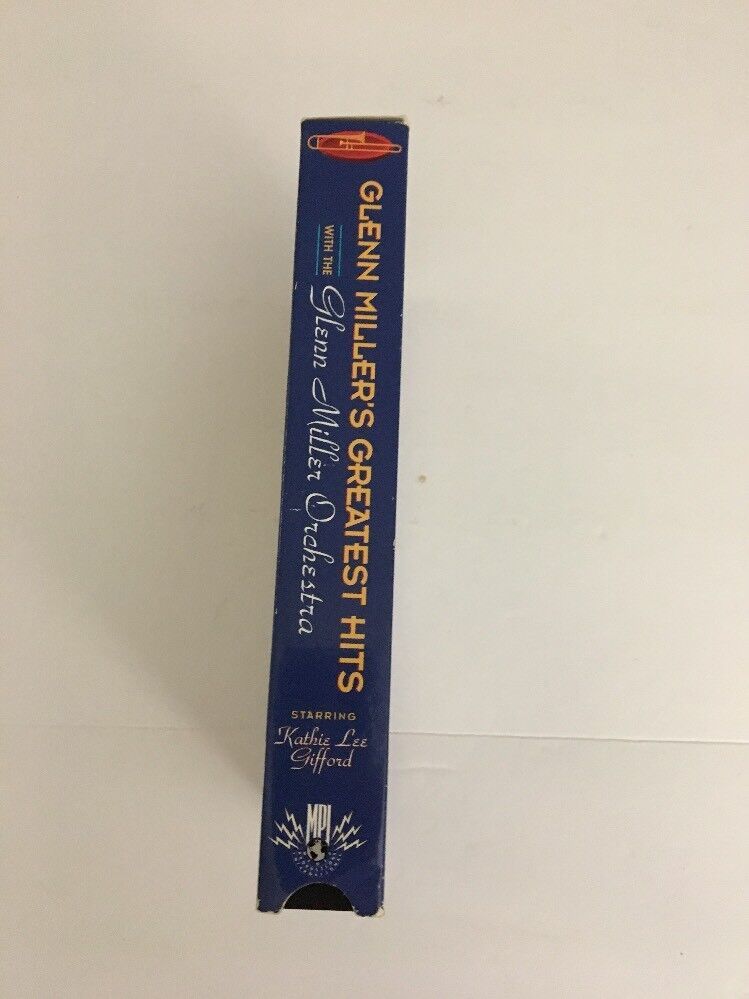 GLENN MILLER'S GREATEST HITS
WITH THE
Glenn Miller Orchestra
STARRING
Kathie Lee
Gifford
MPI